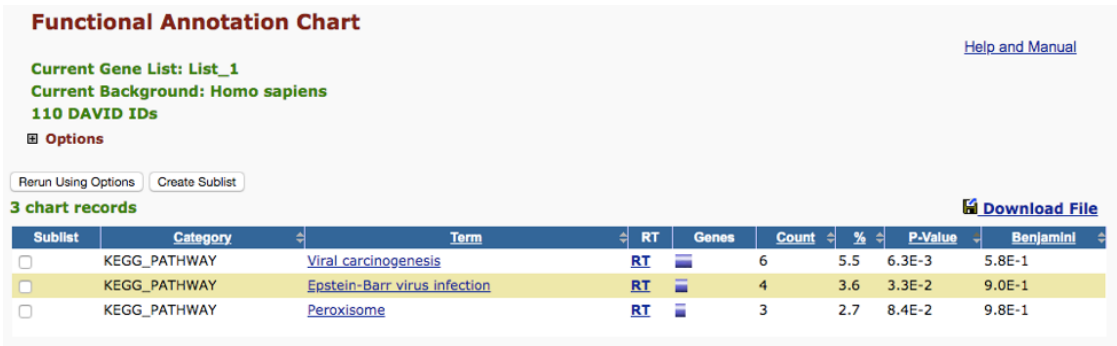 Functional Annotation Chart
Help and Manual
Current Gene List: List_1
Current Background: Homo sapiens
110 DAVID IDs
Options
Rerun Using Options Create Sublist
3 chart records Download File
Sublist Category Term RT Genes Count % P-Value Benjamini
KEGG_PATHWAY Viral carcinogenesis RT 6 5.5 6.3E-3 5.8E-1
KEGG_PATHWAY Epstein-Barr virus infection RT 4 3.6 3.3E-2 9.0E-1
KEGG_PATHWAY Peroxisome RT 3 2.7 8.4E-2 9.8E-1